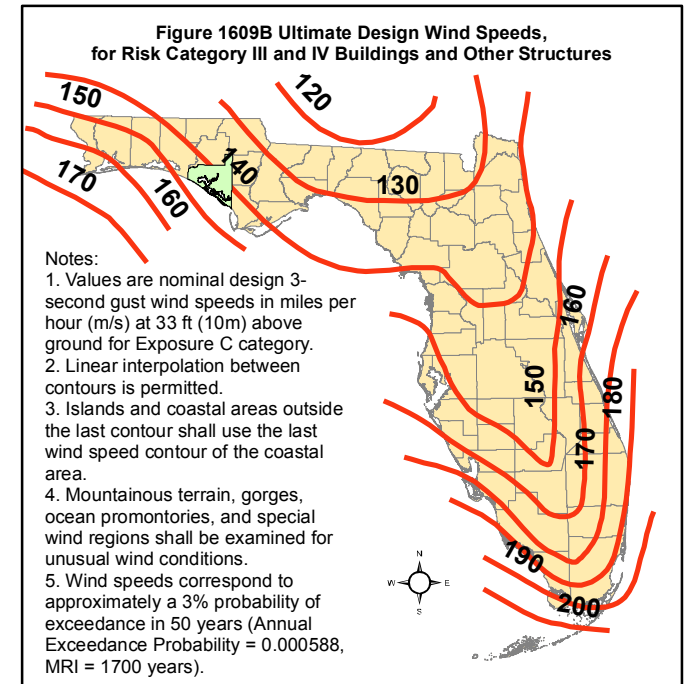 Figure 1609B Ultimate Design Wind Speeds,
for Risk Category III and IV Buildings and Other Structures
120
150
140
130
170
160
Notes:
1. Values are nominal design 3-
second gust wind speeds in miles per
hour (m/s) at 33 ft (10m) above
ground for Exposure C category.
2. Linear interpolation between
contours is permitted.
3. Islands and coastal areas outside
the last contour shall use the last
wind speed contour of the coastal
area.
4. Mountainous terrain, gorges,
ocean promontories, and special
wind regions shall be examined for
unusual wind conditions.
5. Wind speeds correspond to
approximately a 3% probability of
exceedance in 50 years (Annual
Exceedance Probability = 0.000588,
MRI = 1700 years).
160
150
180
170
190
200
N
W
E
S